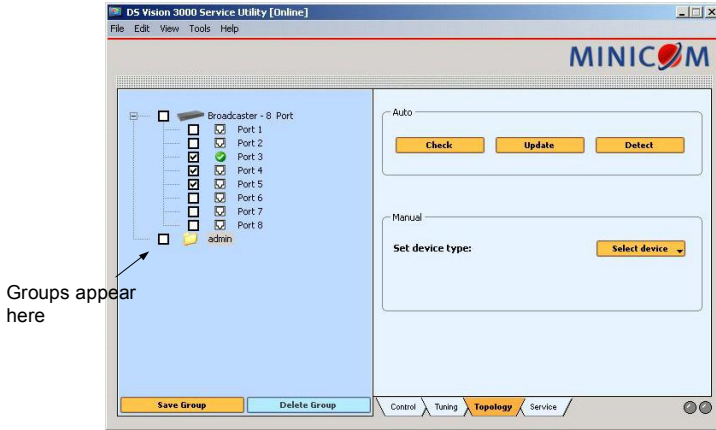 DS Vision 3000 Service Utility [Online]
File Edit View Tools Help
MINICOM
Broadcaster - 8 Port
Port 1
Port 2
Port 3
Port 4
Port 5
Port 6
Port 7
Port 8
admin
Groups appear
here
Save Group Delete Group
Auto
Check Update Detect
Manual
Set device type: Select device
Control Tuning Topology Service